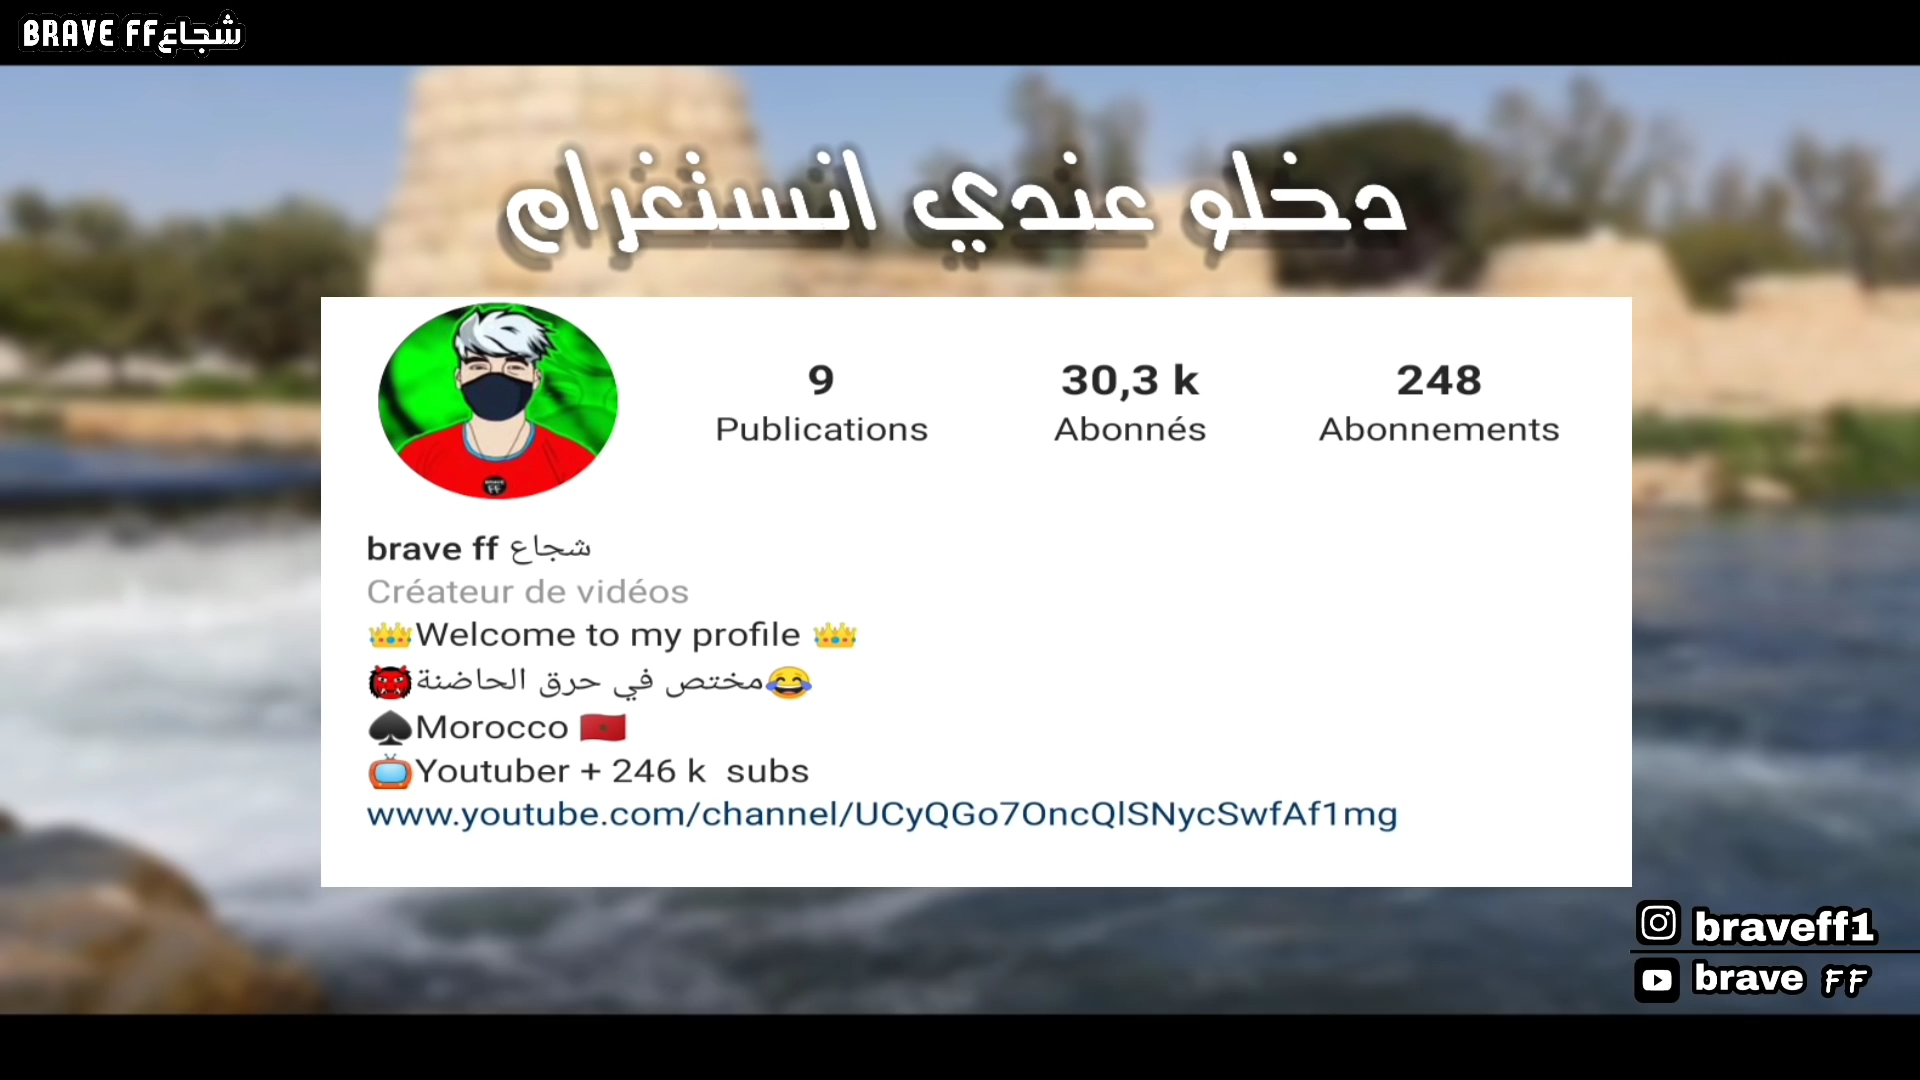 BRAVE FFشجاع
دخلو عندي انستغرام
9 30,3 k 248
Publications Abonnés Abonnements
brave ff شجاع
Créateur de vidéos
👑Welcome to my profile 👑
👹مختص في حرق الحاضنة😂
♠Morocco 🇲🇦
📺Youtuber + 246 k subs
www.youtube.com/channel/UCyQGo7OncQlSNycSwfAf1mg
braveff1
brave FF